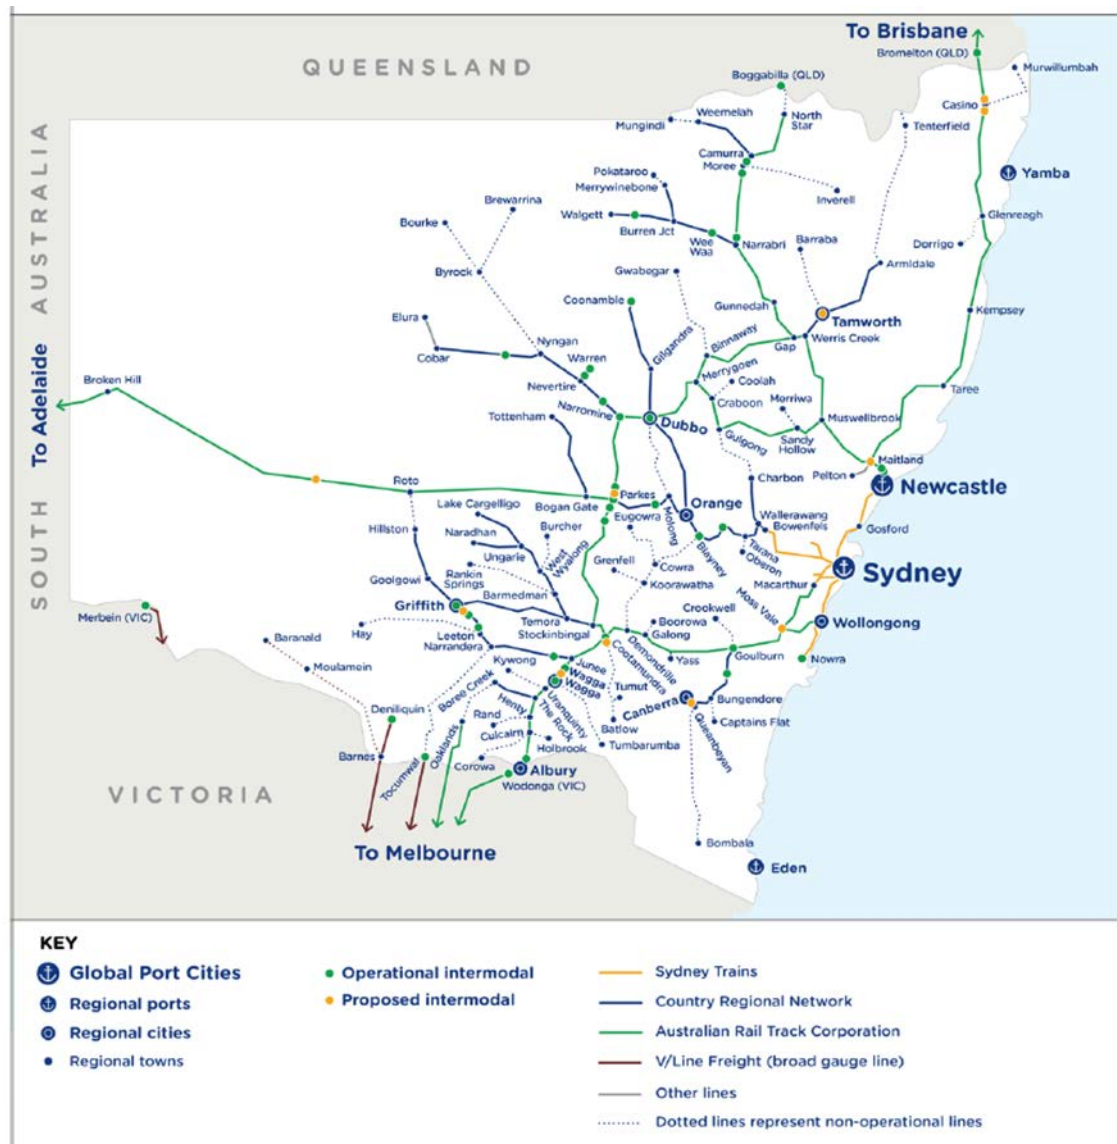 To Brisbane
Bromelton (QLD)
QUEENSLAND
Murwillumbah
Boggabilla (QLD)
Casino
Weemelah
North
Star
Mungindi
Tenterfield
Camurra
Moree
Yamba
Pokataroo
Merrywinebone
Inverell
Brewarrina
Walgett
Bourke
Burren Jct
Wee
Waa
Narrabri
Glenreagh
Barraba
Dorrigo
Byrock
Gwabegar
Armidale
Coonamble
Gunnedah
Kempsey
Elura
Tamworth
Gilgandra
Binnaway
Gap
Werris Creek
Cobar
Nyngan
Warren
Merrygoen
Coolah
Broken Hill
Nevertire
Craboon
Merriwa
Taree
Narromine
Tottenham
Dubbo
Muswellbrook
Gulgong
Sandy
Hollow
Maitland
Pelton
Newcastle
Roto
Charbon
Parkes
Lake Cargelligo
Bogan Gate
Orange
Molong
Eugowra
Wallerawang
Bowenfels
Gosford
Hillston
Naradhan
Burcher
Ungarie
West
Wyalong
Blayney
Tarana
Oberon
Grenfell
Cowra
Sydney
Rankin
Springs
Goolgowi
Koorawatha
Macarthur
Barmedman
Merbein (VIC)
Griffith
Crookwell
Moss Vale
Temora
Boorowa
Wollongong
Hay
Stockinbingal
Galong
Baranald
Leeton
Narrandera
Cootamundra
Demondrille
Yass
Goulburn
Nowra
Moulamein
Kywong
Junee
Boree Creek
Wagga
Wagga
Tumut
Canberra
Bungendore
Deniliquin
Henty
Uranquinty
The Rock
Batlow
Queanbeyan
Captains Flat
Rand
Culcairn
Holbrook
Tumbarumba
Barnes
Tocumwal
Oaklands
Corowa
Albury
Wodonga (VIC)
VICTORIA
To Melbourne
Bombala
Eden
SOUTH AUSTRALIA
To Adelaide
KEY
Global Port Cities
Regional ports
Regional cities
Regional towns
Operational intermodal
Proposed intermodal
Sydney Trains
Country Regional Network
Australian Rail Track Corporation
V/Line Freight (broad gauge line)
Other lines
Dotted lines represent non-operational lines